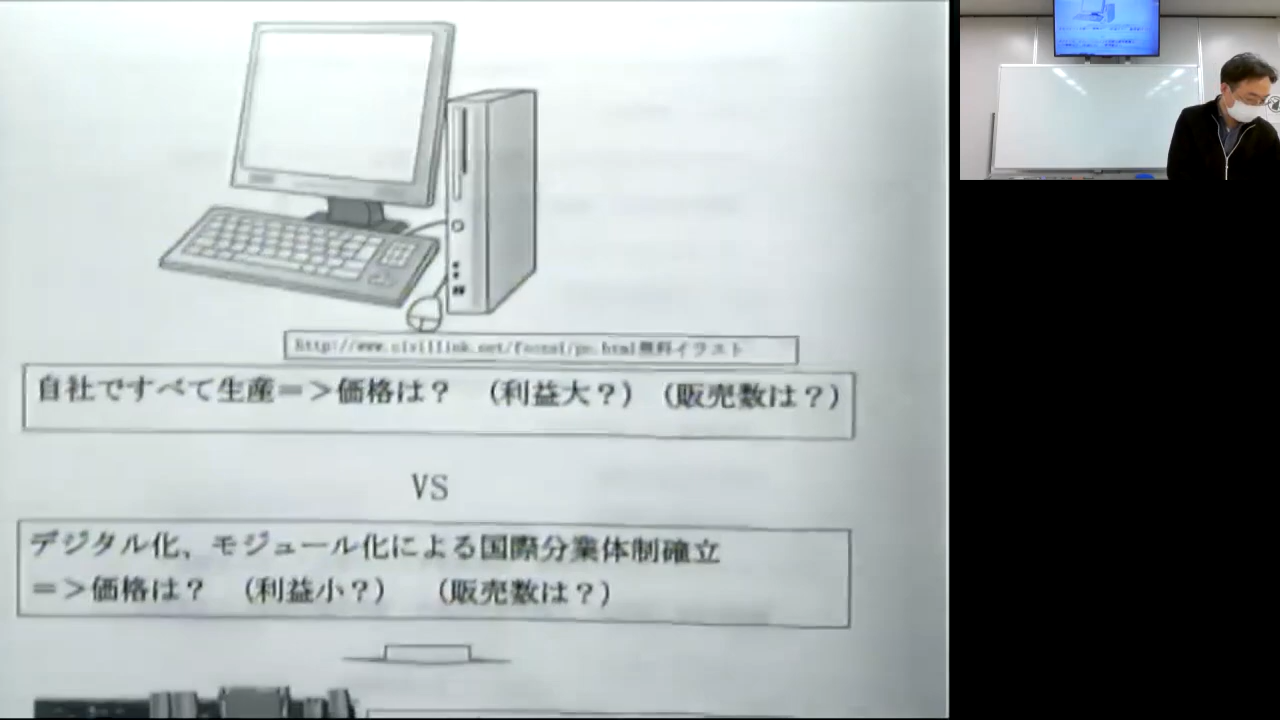 http://www.civillink.net/fsozai/pc.html無料イラスト
自社ですべて生産＝＞価格は？　（利益大？）　（販売数は？）
VS
デジタル化、モジュール化による国際分業体制確立
＝＞価格は？　（利益小？）　（販売数は？）